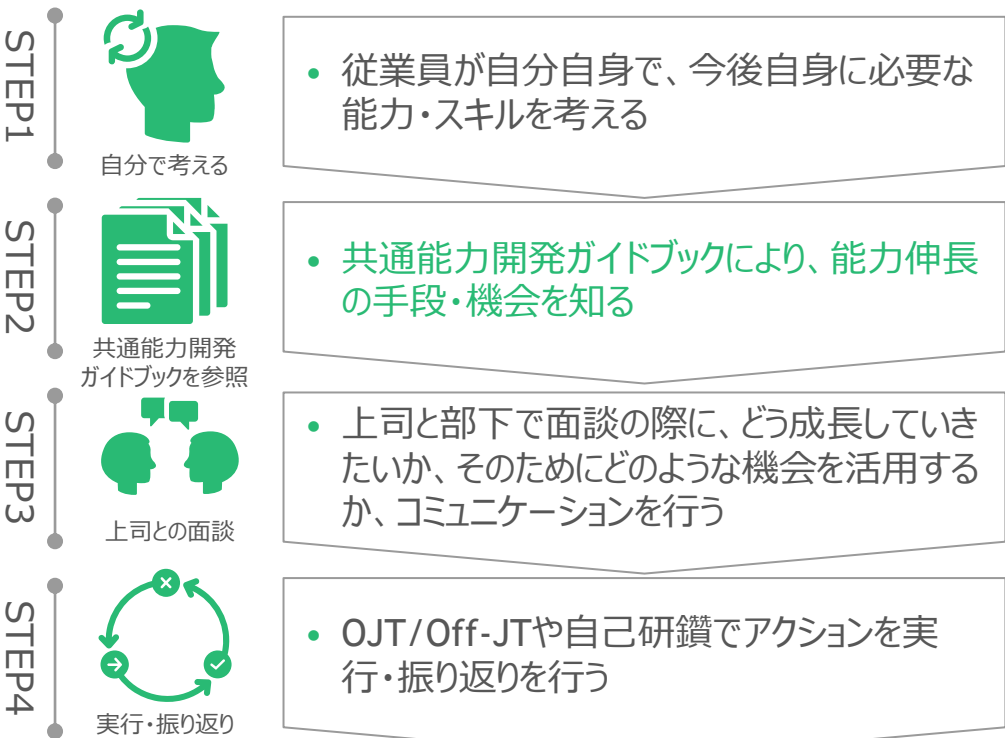 STEP1
自分で考える
• 従業員が自分自身で、今後自身に必要な
能力・スキルを考える
STEP2
共通能力開発
ガイドブックを参照
• 共通能力開発ガイドブックにより、能力伸長
の手段・機会を知る
STEP3
上司との面談
• 上司と部下で面談の際に、どう成長していき
たいか、そのためにどのような機会を活用する
か、コミュニケーションを行う
STEP4
実行・振り返り
• OJT/Off-JTや自己研鑽でアクションを実
行・振り返りを行う